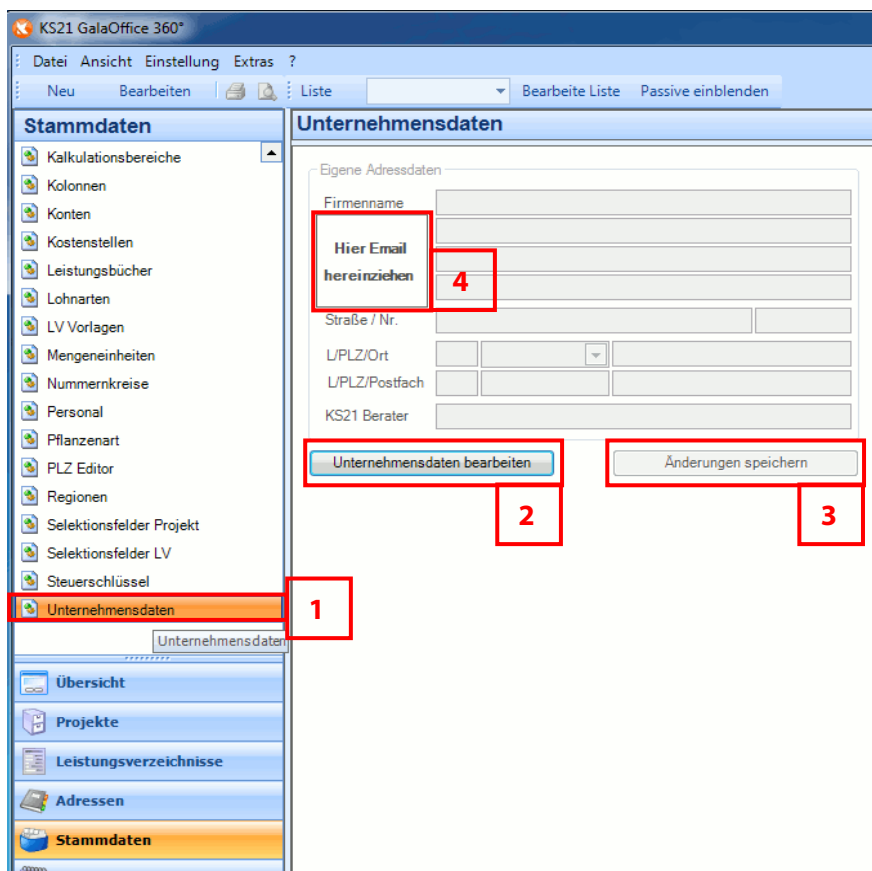 KS21 GalaOffice 360°
Datei Ansicht Einstellung Extras ?
Neu Bearbeiten Liste Bearbeite Liste Passive einblenden
Stammdaten
Kalkulationsbereiche
Kolonnen
Konten
Kostenstellen
Leistungsbücher
Lohnarten
LV Vorlagen
Mengeneinheiten
Nummernkreise
Personal
Pflanzenart
PLZ Editor
Regionen
Selektionsfelder Projekt
Selektionsfelder LV
Steuerschlüssel
Unternehmensdaten
1
Unternehmensdaten
Übersicht
Projekte
Leistungsverzeichnisse
Adressen
Stammdaten
Unternehmensdaten
Eigene Adressdaten
Firmenname
Hier Email
hereinziehen
4
Straße / Nr.
L/PLZ/Ort
L/PLZ/Postfach
KS21 Berater
Unternehmensdaten bearbeiten Änderungen speichern
2 3